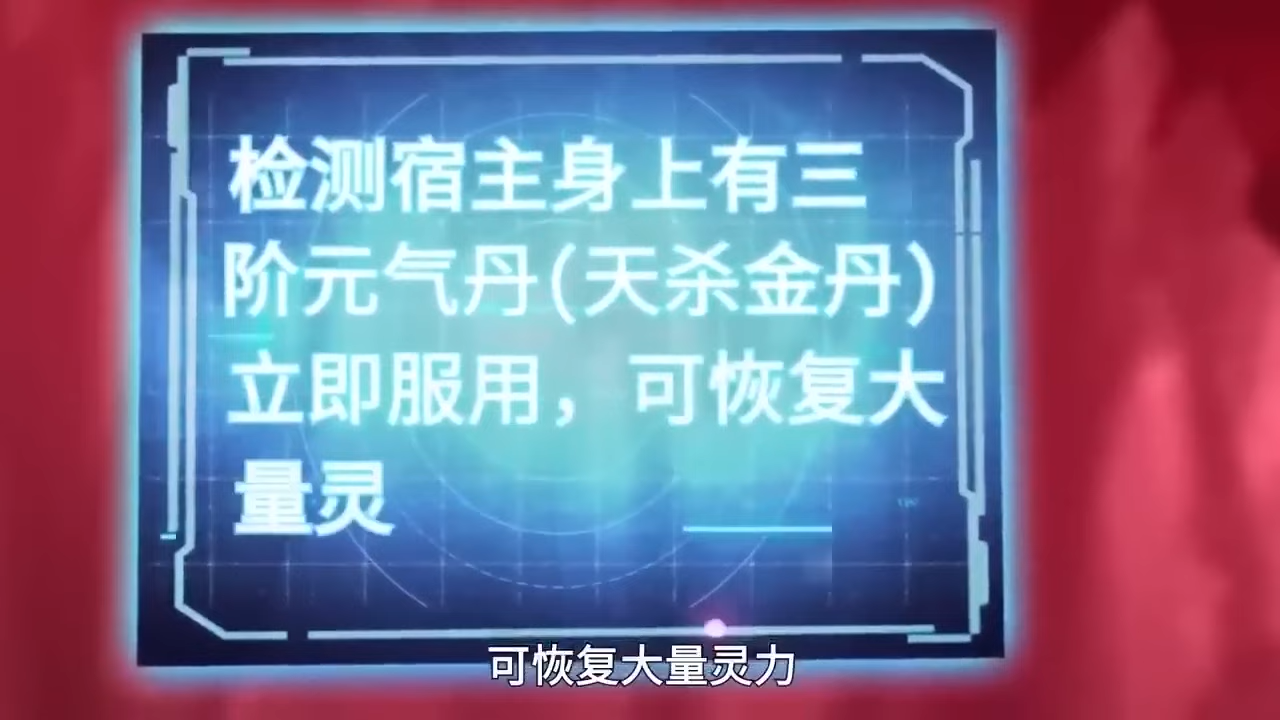 检测宿主身上有三
阶元气丹(天杀金丹)
立即服用，可恢复大
量灵
可恢复大量灵力